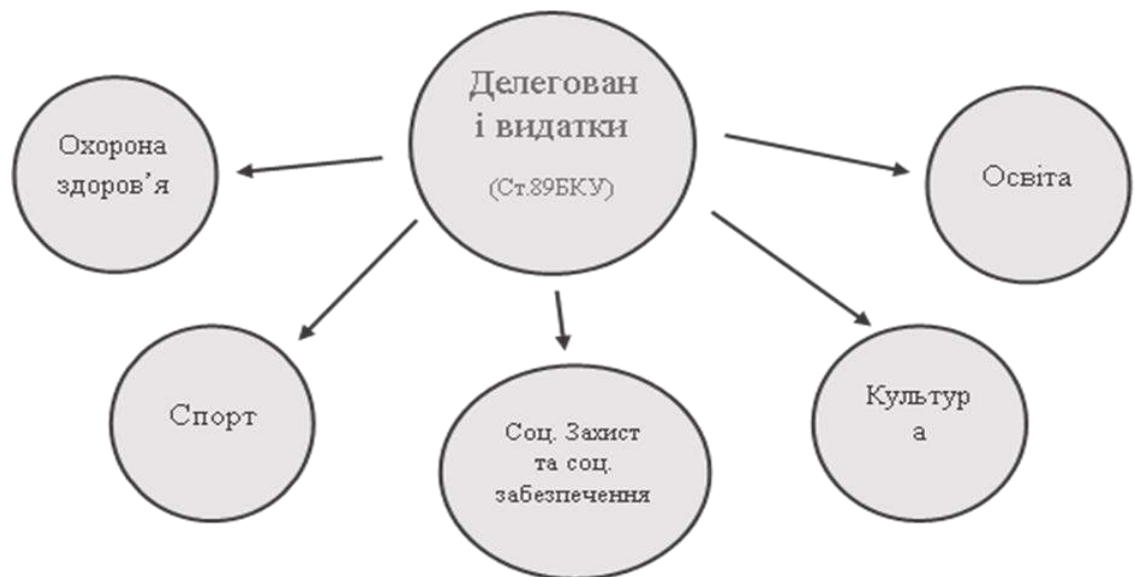 Делегован
і видатки
(Ст.89БКУ)
Охорона
здоров’я
Освіта
Спорт
Соц. Захист
та соц.
забезпечення
Культур
а